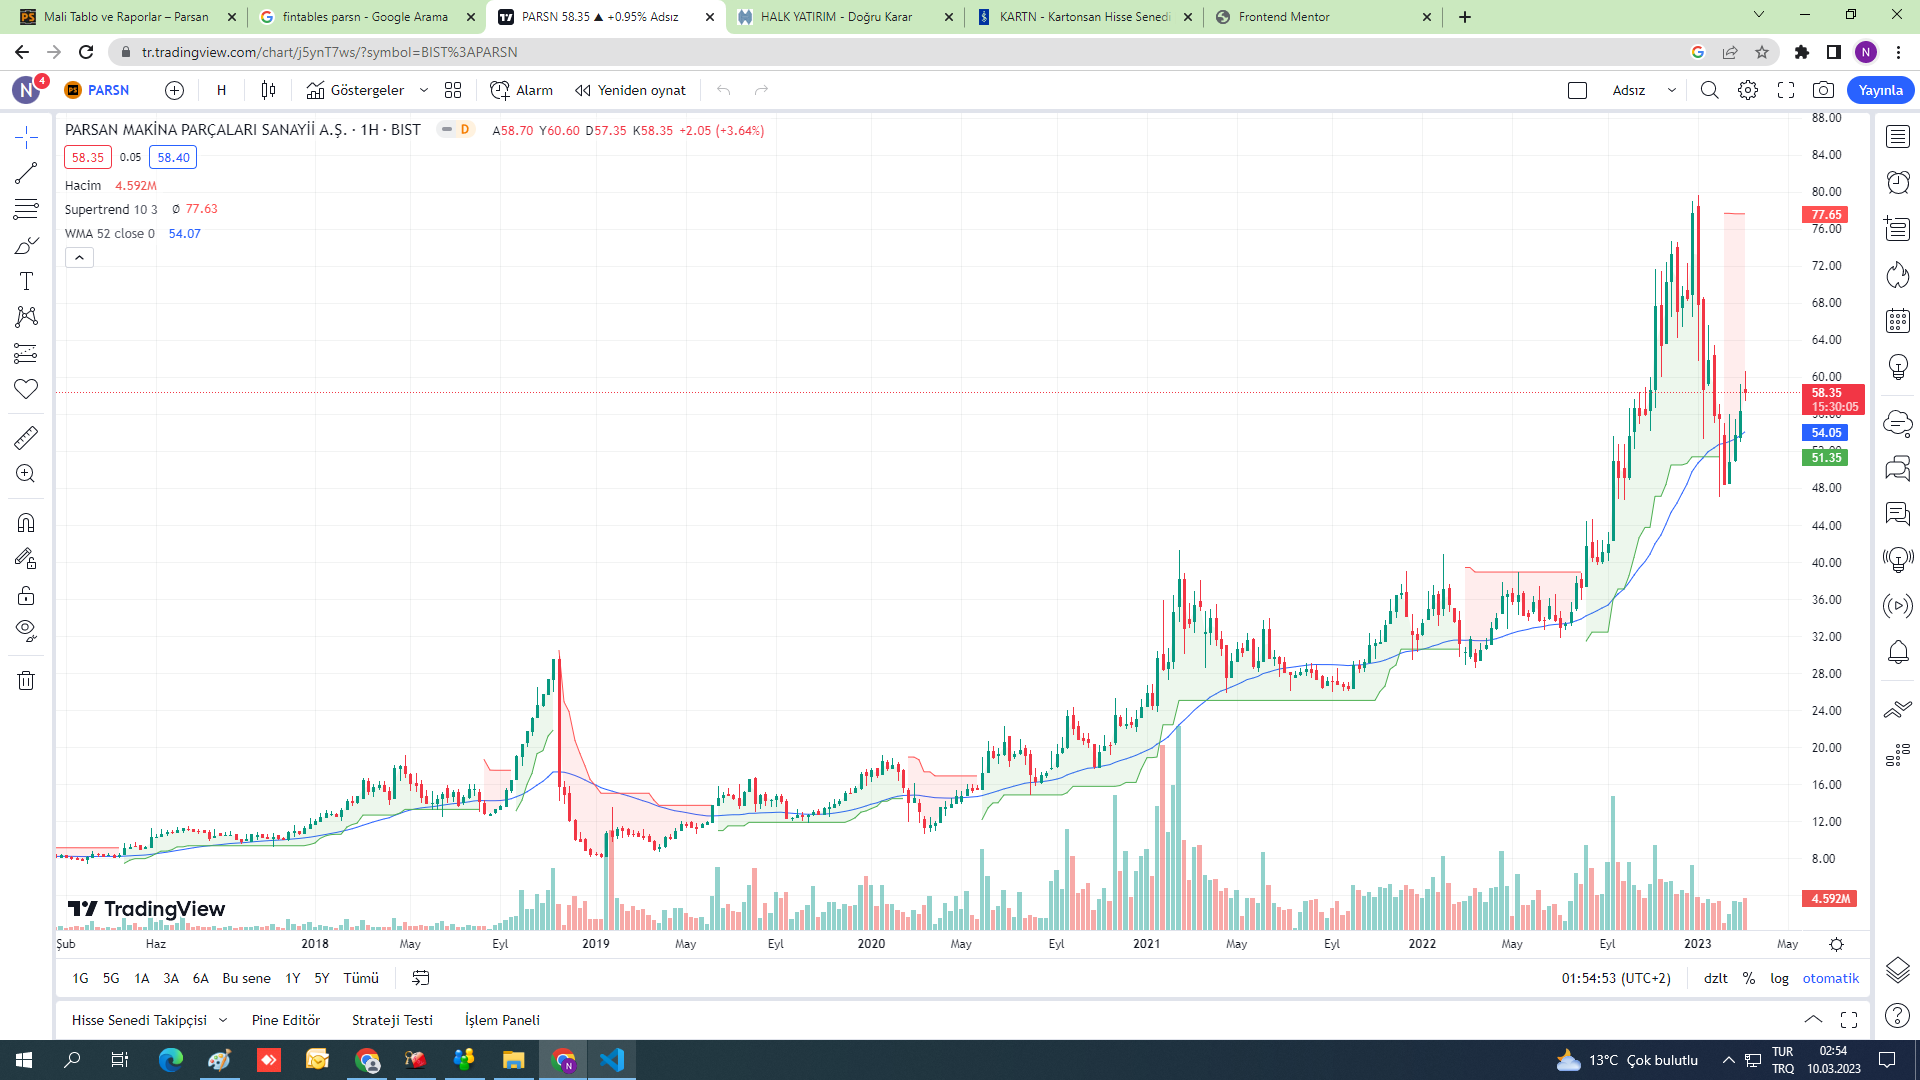 Mali Tablo ve Raporlar – Parsan
fintables parsn - Google Arama
PARSN 58.35 ▲ +0.95% Adsız
HALK YATIRIM - Doğru Karar
KARTN - Kartonsan Hisse Senedi
Frontend Mentor
tr.tradingview.com/chart/j5ynT7ws/?symbol=BIST%3APARSN
N
N 4
PARSN
H
Göstergeler
Alarm
Yeniden oynat
Adsız
Yayınla
PARSAN MAKİNA PARÇALARI SANAYİİ A.Ş. · 1H · BIST
D
A58.70 Y60.60 D57.35 K58.35 +2.05 (+3.64%)
58.35 0.05 58.40
Hacim 4.592M
Supertrend 10 3 Ø 77.63
WMA 52 close 0 54.07
88.00
84.00
80.00
77.65
76.00
72.00
68.00
64.00
60.00
58.35
15:30:05
54.05
51.35
48.00
44.00
40.00
36.00
32.00
28.00
24.00
20.00
16.00
12.00
8.00
4.592M
TradingView
Şub Haz 2018 May Eyl 2019 May Eyl 2020 May Eyl 2021 May Eyl 2022 May Eyl 2023 May
1G 5G 1A 3A 6A Bu sene 1Y 5Y Tümü
01:54:53 (UTC+2) dzlt % log otomatik
Hisse Senedi Takipçisi Pine Editör Strateji Testi İşlem Paneli
13°C Çok bulutlu
TUR
TRQ
02:54
10.03.2023